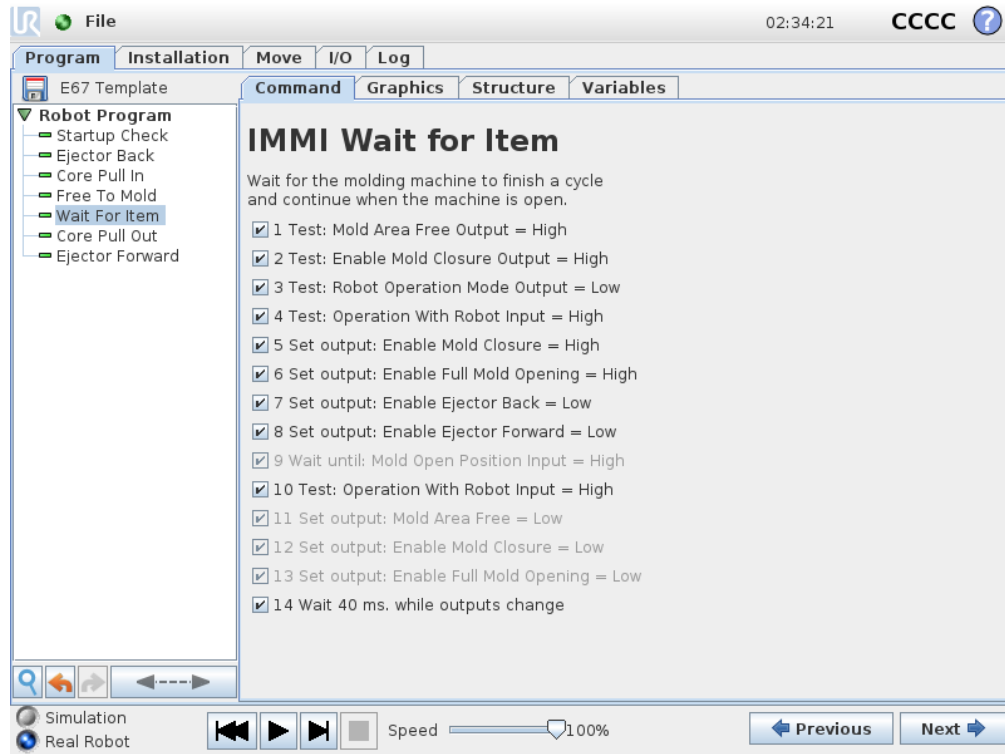 UR File 02:34:21 CCCC ?
Program Installation Move I/O Log
E67 Template
Command Graphics Structure Variables
Robot Program
Startup Check
Ejector Back
Core Pull In
Free To Mold
Wait For Item
Core Pull Out
Ejector Forward
IMMI Wait for Item
Wait for the molding machine to finish a cycle
and continue when the machine is open.
1 Test: Mold Area Free Output = High
2 Test: Enable Mold Closure Output = High
3 Test: Robot Operation Mode Output = Low
4 Test: Operation With Robot Input = High
5 Set output: Enable Mold Closure = High
6 Set output: Enable Full Mold Opening = High
7 Set output: Enable Ejector Back = Low
8 Set output: Enable Ejector Forward = Low
9 Wait until: Mold Open Position Input = High
10 Test: Operation With Robot Input = High
11 Set output: Mold Area Free = Low
12 Set output: Enable Mold Closure = Low
13 Set output: Enable Full Mold Opening = Low
14 Wait 40 ms. while outputs change
Simulation
Real Robot
Speed 100%
Previous Next